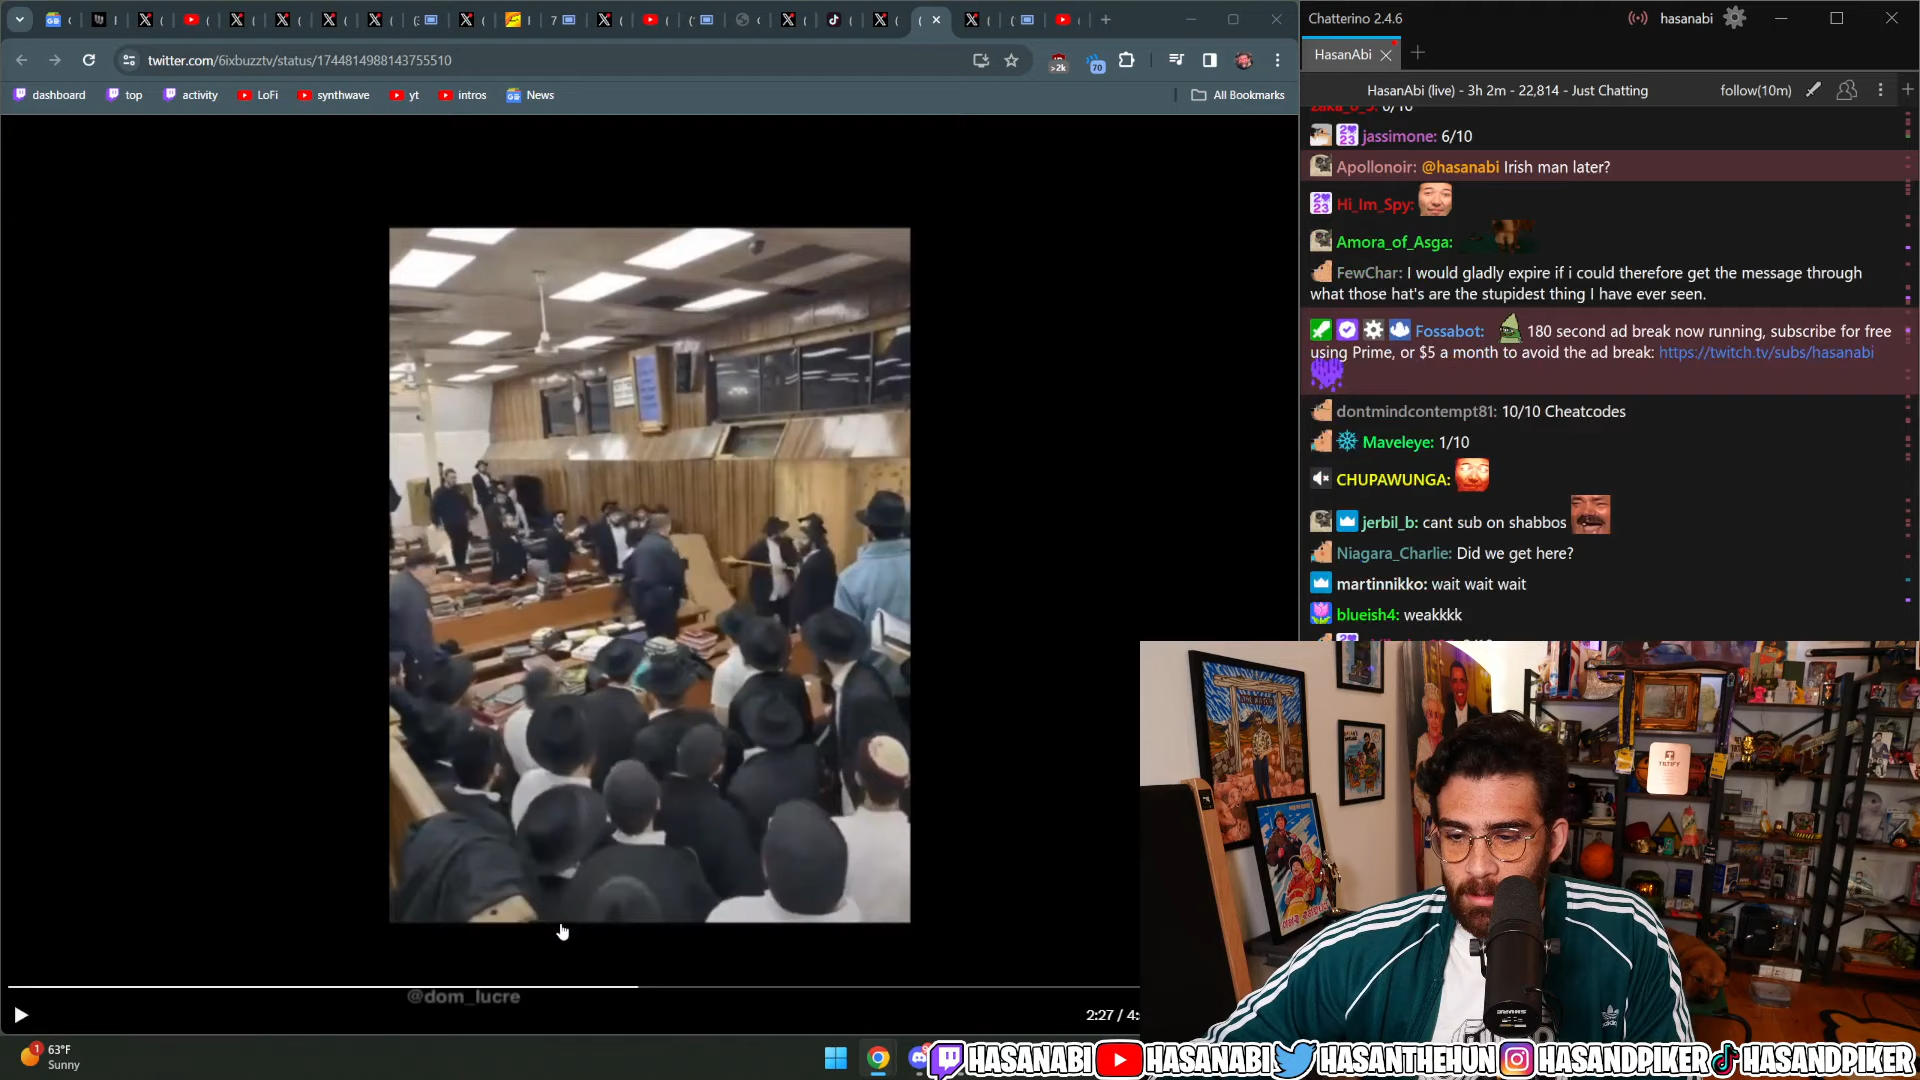 twitter.com/6ixbuzztv/status/1744814988143755510
>2k
70
dashboard
top
activity
LoFi
synthwave
yt
intros
News
All Bookmarks
@dom_lucre
2:27 / 4:
1
63°F
Sunny
Chatterino 2.4.6
hasanabi
HasanAbi
HasanAbi (live) - 3h 2m - 22,814 - Just Chatting
follow(10m)
jassimone: 6/10
Apollonoir: @hasanabi Irish man later?
Hi_Im_Spy:
Amora_of_Asga:
FewChar: I would gladly expire if i could therefore get the message through
what those hat's are the stupidest thing I have ever seen.
Fossabot: 180 second ad break now running, subscribe for free
using Prime, or $5 a month to avoid the ad break: https://twitch.tv/subs/hasanabi
dontmindcontempt81: 10/10 Cheatcodes
Maveleye: 1/10
CHUPAWUNGA:
jerbil_b: cant sub on shabbos
Niagara_Charlie: Did we get here?
martinnikko: wait wait wait
blueish4: weakkkk
TILTIFY
adidas
HASANABI HASANABI HASANTHEHUN HASANDPIKER HASANDPIKER